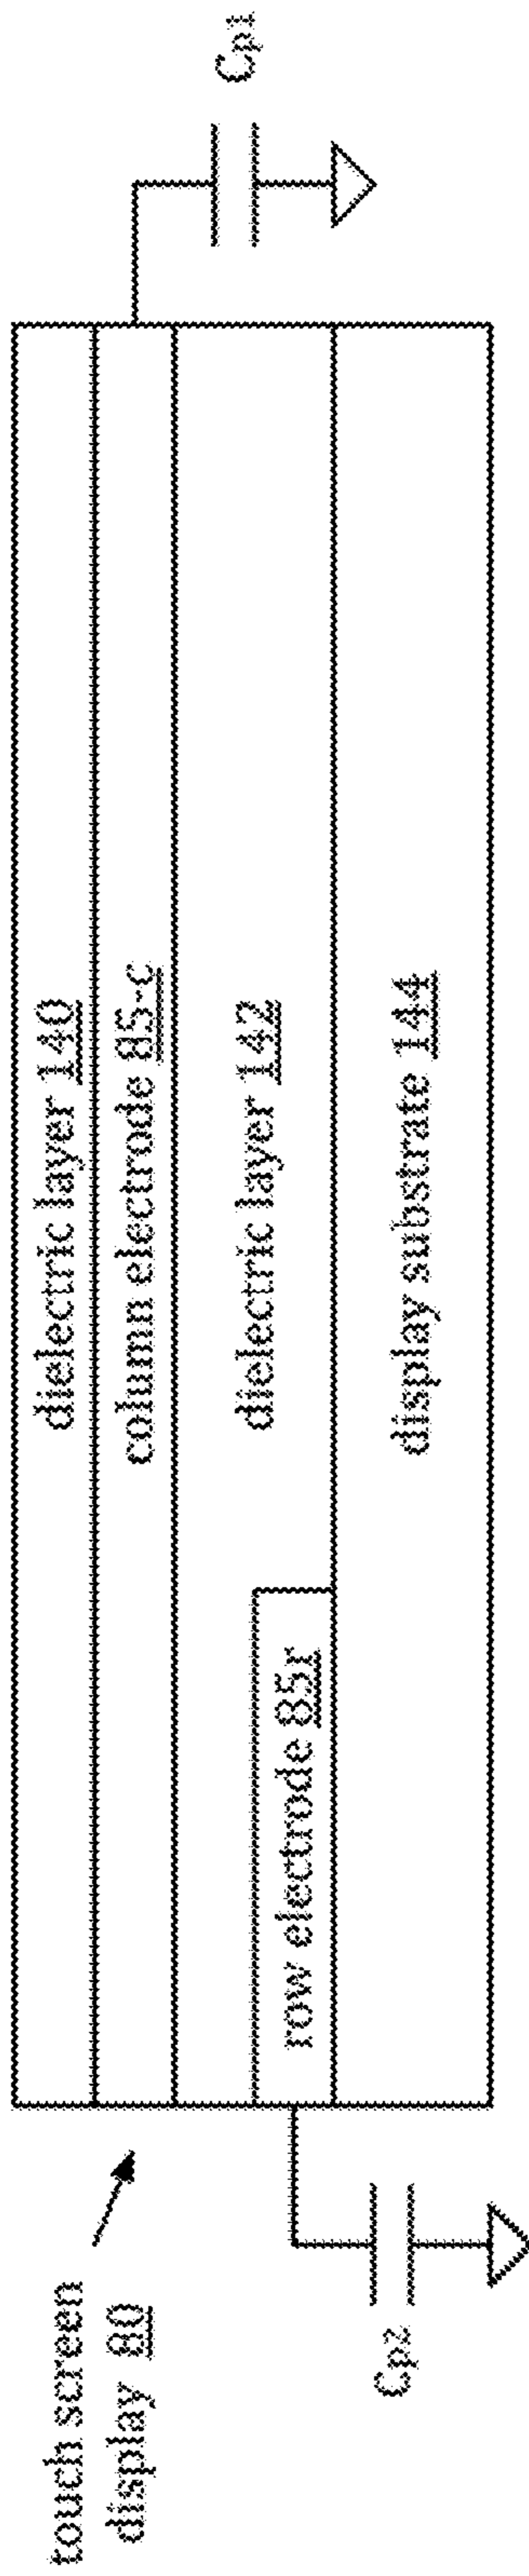 touch screen
display 80
dielectric layer 140
column electrode 85-c
dielectric layer 142
row electrode 85r
display substrate 144
Cp1
Cp2